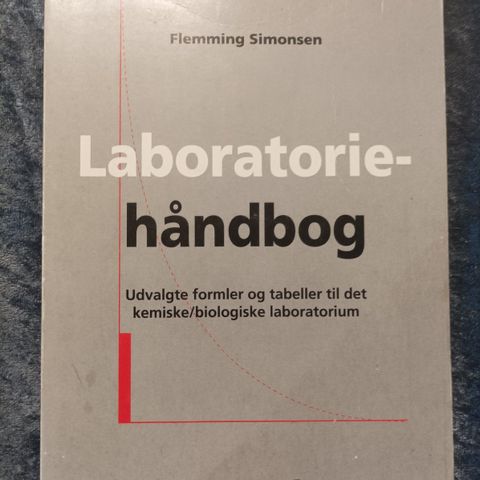 Flemming Simonsen
Laboratorie-
håndbog
Udvalgte formler og tabeller til det
kemiske/biologiske laboratorium